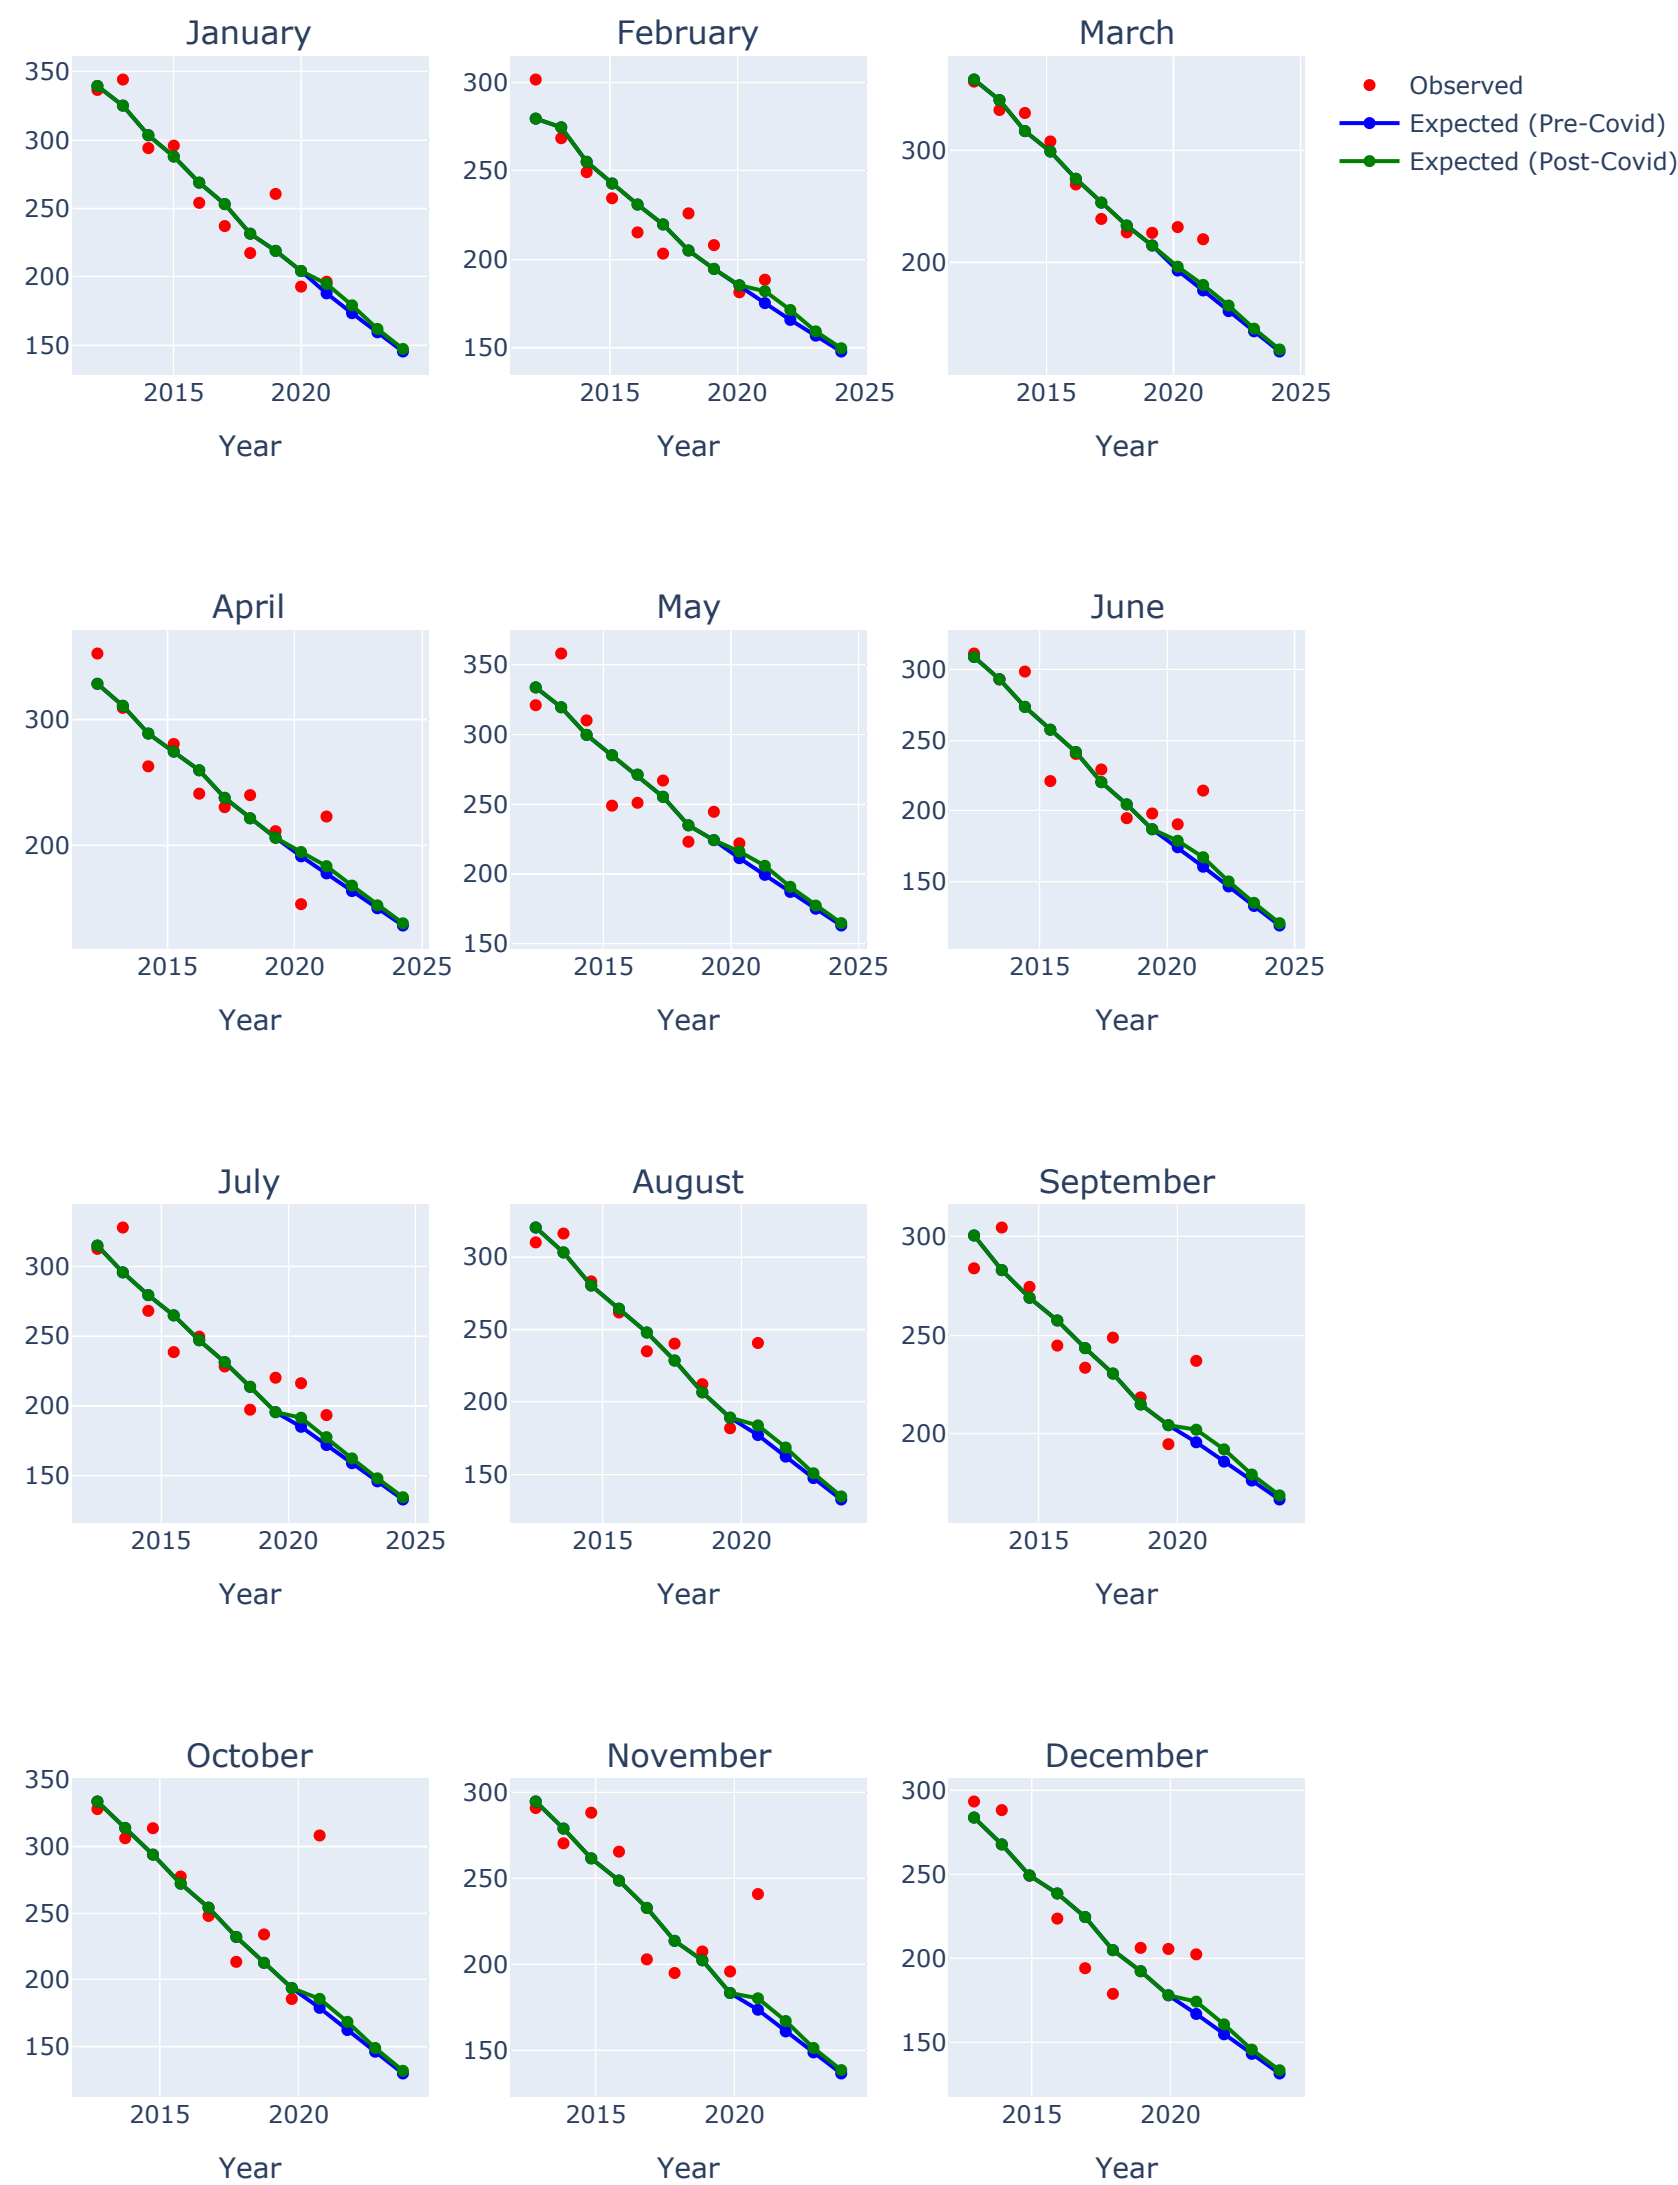 January
February
March
Observed
Expected (Pre-Covid)
Expected (Post-Covid)
350
300
250
200
150
2015
2020
Year
300
250
200
150
2015
2020
2025
Year
300
200
2015
2020
2025
Year
April
May
June
300
200
2015
2020
2025
Year
350
300
250
200
150
2015
2020
2025
Year
300
250
200
150
2015
2020
2025
Year
July
August
September
300
250
200
150
2015
2020
2025
Year
300
250
200
150
2015
2020
Year
300
250
200
2015
2020
Year
October
November
December
350
300
250
200
150
2015
2020
Year
300
250
200
150
2015
2020
Year
300
250
200
150
2015
2020
Year